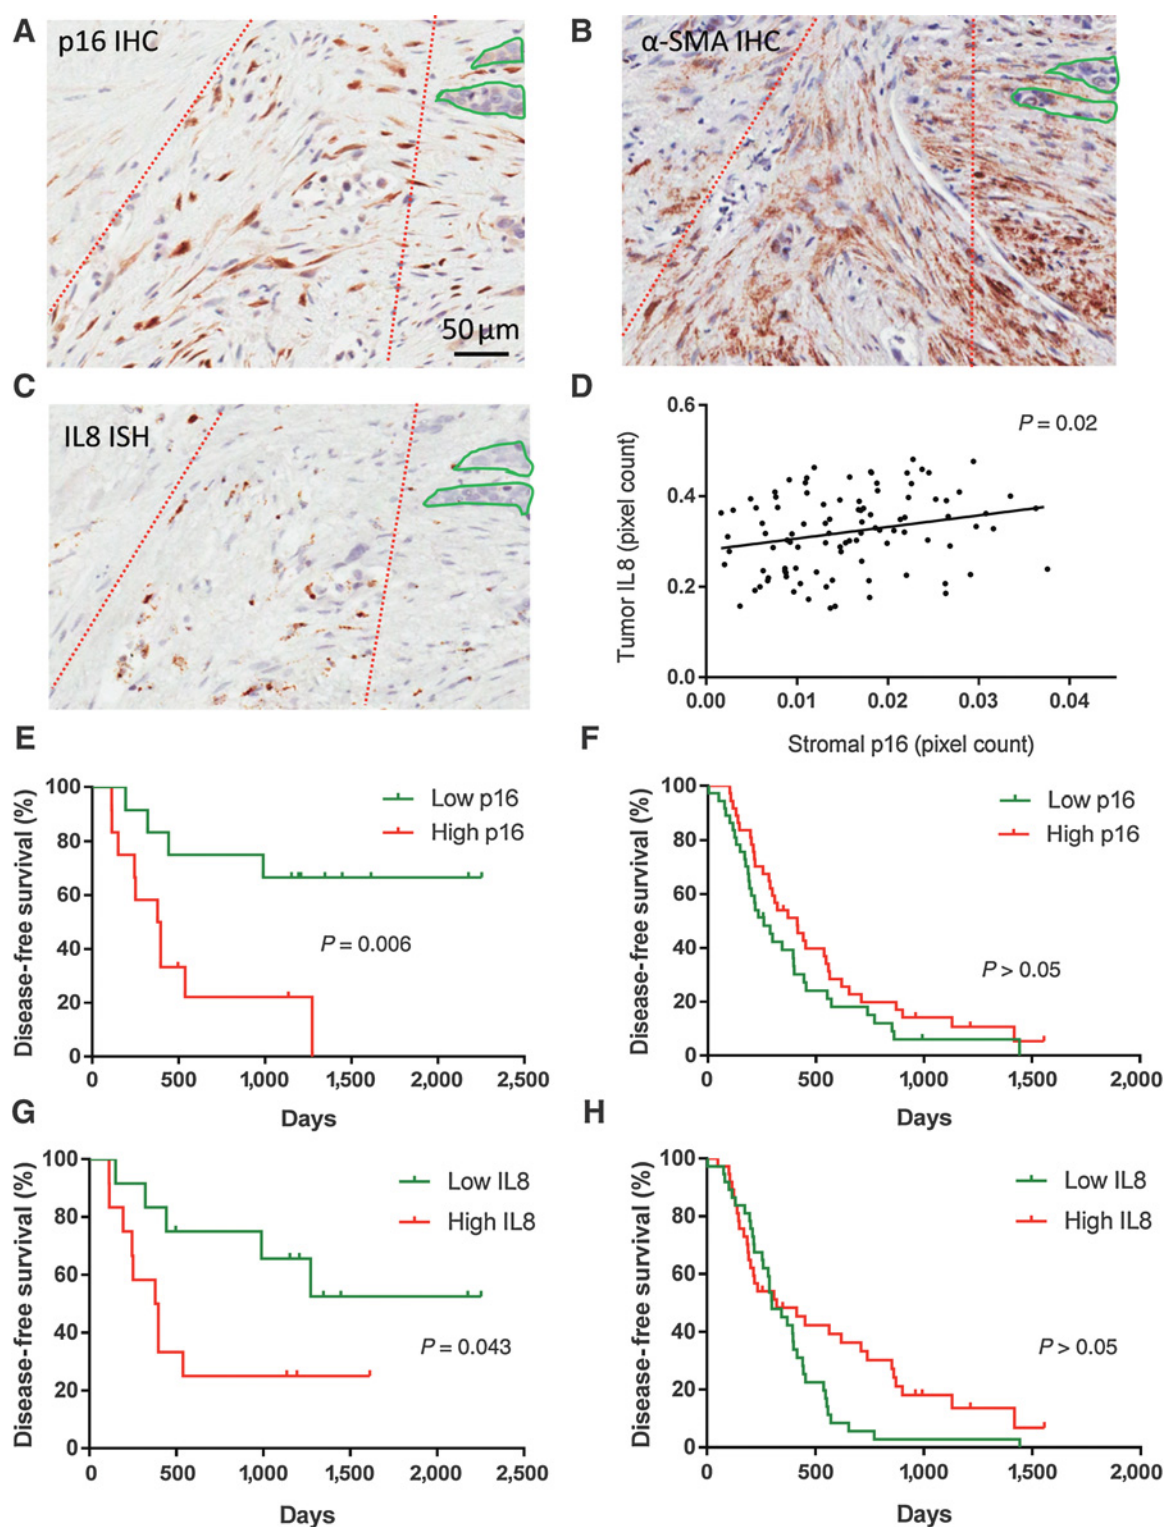 A
p16 IHC
50 µm
B
α-SMA IHC
C
IL8 ISH
D
0.6
0.4
0.2
0.0
Tumor IL8 (pixel count)
P = 0.02
0.00 0.01 0.02 0.03 0.04
Stromal p16 (pixel count)
E
100
80
60
40
20
0
Disease-free survival (%)
Low p16
High p16
P = 0.006
0 500 1,000 1,500 2,000 2,500
Days
F
100
80
60
40
20
0
Disease-free survival (%)
Low p16
High p16
P > 0.05
0 500 1,000 1,500 2,000
Days
G
100
80
60
40
20
0
Disease-free survival (%)
Low IL8
High IL8
P = 0.043
0 500 1,000 1,500 2,000 2,500
Days
H
100
80
60
40
20
0
Disease-free survival (%)
Low IL8
High IL8
P > 0.05
0 500 1,000 1,500 2,000
Days